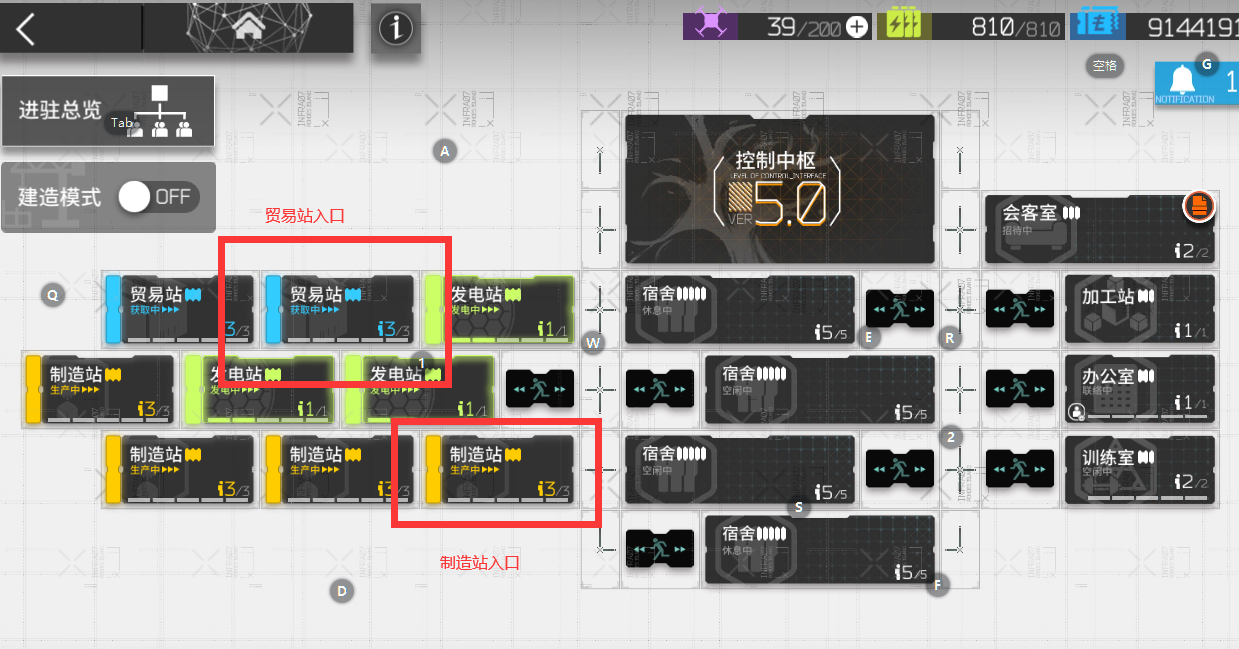 39/200
810/810
9144191
空格
G
1
NOTIFICATION
进驻总览
Tab
A
建造模式 OFF
贸易站入口
控制中枢
LEVEL OF CONTROL_INTERFACE
VER 5.0
会客室
招待中
2/2
Q
贸易站
获取中
3/3
贸易站
获取中
3/3
发电站
发电中
1/1
W
宿舍
休息中
5/5
E
R
加工站
1/1
制造站
生产中
3/3
发电站
发电中
1/1
1
发电站
发电中
1/1
宿舍
空闲中
5/5
办公室
联络中
1/1
制造站
生产中
3/3
制造站
生产中
3/3
制造站
生产中
3/3
宿舍
空闲中
5/5
2
训练室
空闲中
2/2
S
制造站入口
宿舍
休息中
5/5
D
F